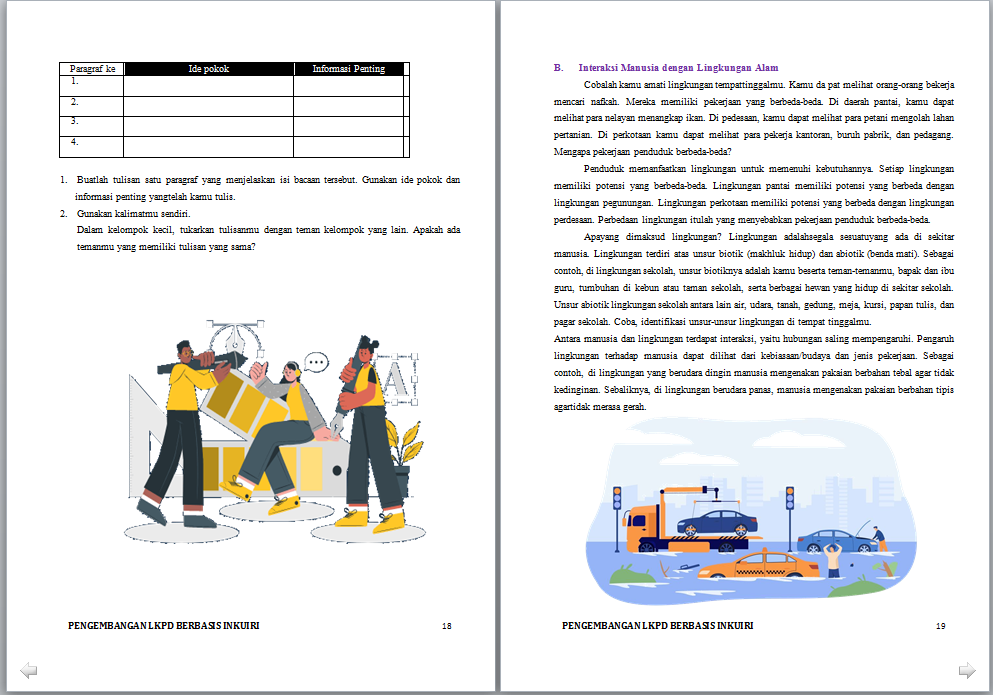 Paragraf ke Ide pokok Informasi Penting
1.
2.
3.
4.
1. Buatlah tulisan satu paragraf yang menjelaskan isi bacaan tersebut. Gunakan ide pokok dan
informasi penting yangtelah kamu tulis.
2. Gunakan kalimatmu sendiri.
Dalam kelompok kecil, tukarkan tulisanmu dengan teman kelompok yang lain. Apakah ada
temanmu yang memiliki tulisan yang sama?
A
PENGEMBANGAN LKPD BERBASIS INKUIRI 18
B. Interaksi Manusia dengan Lingkungan Alam
Cobalah kamu amati lingkungan tempattinggalmu. Kamu da pat melihat orang-orang bekerja
mencari nafkah. Mereka memiliki pekerjaan yang berbeda-beda. Di daerah pantai, kamu dapat
melihat para nelayan menangkap ikan. Di pedesaan, kamu dapat melihat para petani mengolah lahan
pertanian. Di perkotaan kamu dapat melihat para pekerja kantoran, buruh pabrik, dan pedagang.
Mengapa pekerjaan penduduk berbeda-beda?
Penduduk memanfaatkan lingkungan untuk memenuhi kebutuhannya. Setiap lingkungan
memiliki potensi yang berbeda-beda. Lingkungan pantai memiliki potensi yang berbeda dengan
lingkungan pegunungan. Lingkungan perkotaan memiliki potensi yang berbeda dengan lingkungan
perdesaan. Perbedaan lingkungan itulah yang menyebabkan pekerjaan penduduk berbeda-beda.
Apayang dimaksud lingkungan? Lingkungan adalahsegala sesuatuyang ada di sekitar
manusia. Lingkungan terdiri atas unsur biotik (makhluk hidup) dan abiotik (benda mati). Sebagai
contoh, di lingkungan sekolah, unsur biotiknya adalah kamu beserta teman-temanmu, bapak dan ibu
guru, tumbuhan di kebun atau taman sekolah, serta berbagai hewan yang hidup di sekitar sekolah.
Unsur abiotik lingkungan sekolah antara lain air, udara, tanah, gedung, meja, kursi, papan tulis, dan
pagar sekolah. Coba, identifikasi unsur-unsur lingkungan di tempat tinggalmu.
Antara manusia dan lingkungan terdapat interaksi, yaitu hubungan saling mempengaruhi. Pengaruh
lingkungan terhadap manusia dapat dilihat dari kebiasaan/budaya dan jenis pekerjaan. Sebagai
contoh, di lingkungan yang berudara dingin manusia mengenakan pakaian berbahan tebal agar tidak
kedinginan. Sebaliknya, di lingkungan berudara panas, manusia mengenakan pakaian berbahan tipis
agartidak merasa gerah.
PENGEMBANGAN LKPD BERBASIS INKUIRI 19